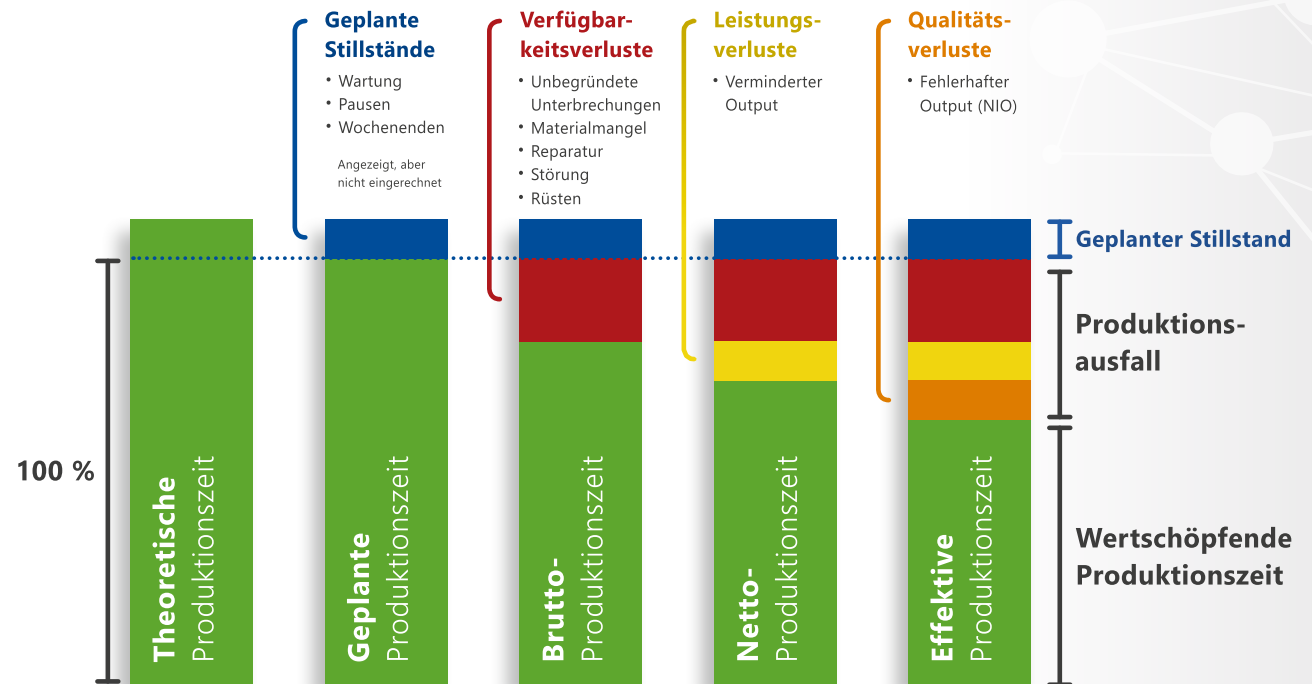 Geplante
Stillstände
• Wartung
• Pausen
• Wochenenden
Angezeigt, aber
nicht eingerechnet
Verfügbar-
keitsverluste
• Unbegründete
Unterbrechungen
• Materialmangel
• Reparatur
• Störung
• Rüsten
Leistungs-
verluste
• Verminderter
Output
Qualitäts-
verluste
• Fehlerhafter
Output (NIO)
Geplanter Stillstand
Produktions-
ausfall
Wertschöpfende
Produktionszeit
100 %
Theoretische
Produktionszeit
Geplante
Produktionszeit
Brutto-
Produktionszeit
Netto-
Produktionszeit
Effektive
Produktionszeit